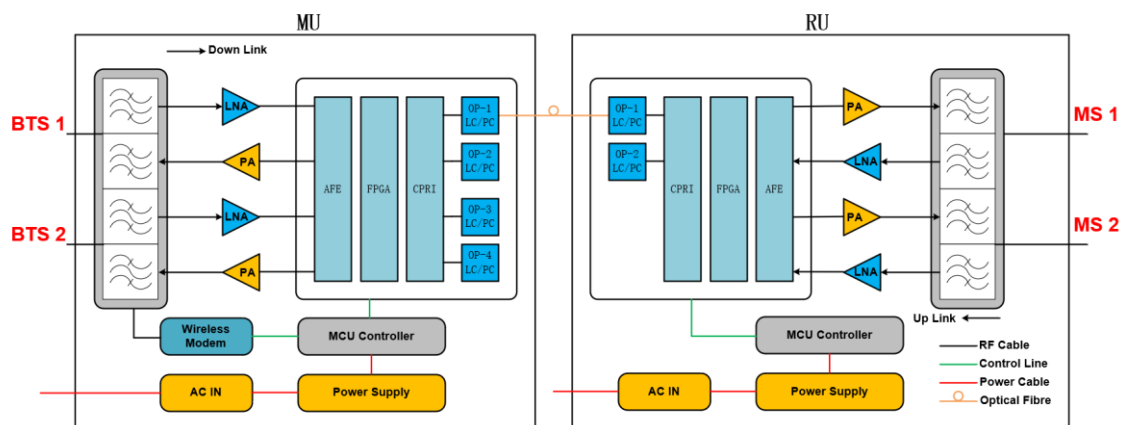 MU
RU
Down Link
BTS 1
BTS 2
LNA
PA
LNA
PA
AFE
FPGA
CPRI
OP-1
LC/PC
OP-2
LC/PC
OP-3
LC/PC
OP-4
LC/PC
Wireless
Modem
MCU Controller
AC IN
Power Supply
OP-1
LC/PC
OP-2
LC/PC
CPRI
FPGA
AFE
PA
LNA
PA
LNA
MS 1
MS 2
Up Link
MCU Controller
AC IN
Power Supply
RF Cable
Control Line
Power Cable
Optical Fibre